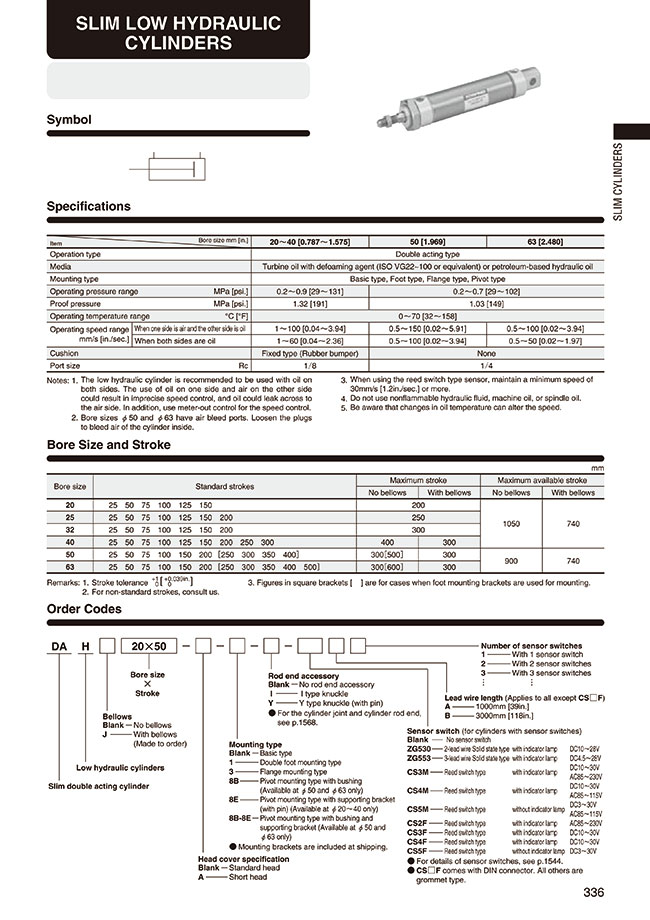 SLIM LOW HYDRAULIC
CYLINDERS
Symbol
SLIM CYLINDERS
Specifications
Item Bore size mm [in.] 20～40 [0.787～1.575] 50 [1.969] 63 [2.480]
Operation type Double acting type
Media Turbine oil with defoaming agent (ISO VG22-100 or equivalent) or petroleum-based hydraulic oil
Mounting type Basic type, Foot type, Flange type, Pivot type
Operating pressure range MPa [psi.] 0.2～0.9 [29～131] 0.2～0.7 [29～102]
Proof pressure MPa [psi.] 1.32 [191] 1.03 [149]
Operating temperature range °C [°F] 0～70 [32～158]
Operating speed range When one side is air and the other side is oil 1～100 [0.04～3.94] 0.5～150 [0.02～5.91] 0.5～100 [0.02～3.94]
mm/s [in./sec.] When both sides are oil 1～60 [0.04～2.36] 0.5～100 [0.02～3.94] 0.5～50 [0.02～1.97]
Cushion Fixed type (Rubber bumper) None
Port size Rc 1/8 1/4
Notes: 1. The low hydraulic cylinder is recommended to be used with oil on
both sides. The use of oil on one side and air on the other side
could result in imprecise speed control, and oil could leak across to
the air side. In addition, use meter-out control for the speed control.
2. Bore sizes φ50 and φ63 have air bleed ports. Loosen the plugs
to bleed air of the cylinder inside.
3. When using the reed switch type sensor, maintain a minimum speed of
30mm/s [1.2in./sec.] or more.
4. Do not use nonflammable hydraulic fluid, machine oil, or spindle oil.
5. Be aware that changes in oil temperature can alter the speed.
Bore Size and Stroke
mm
Bore size Standard strokes Maximum stroke Maximum available stroke
No bellows With bellows No bellows With bellows
20 25 50 75 100 125 150 200
25 25 50 75 100 125 150 200 250
32 25 50 75 100 125 150 200 300
1050 740
40 25 50 75 100 125 150 200 250 300 400 300
50 25 50 75 100 150 200 [250 300 350 400] 300[500] 300
63 25 50 75 100 150 200 [250 300 350 400 500] 300[600] 300
900 740
Remarks: 1. Stroke tolerance +1 0 [+0.039in. 0]
2. For non-standard strokes, consult us.
3. Figures in square brackets [ ] are for cases when foot mounting brackets are used for mounting.
Order Codes
DA H □ 20×50 - □ - □ - □ - □ □ □
Bore size
×
Stroke
Bellows
Blank — No bellows
J — With bellows
(Made to order)
Low hydraulic cylinders
Slim double acting cylinder
Rod end accessory
Blank — No rod end accessory
I — I type knuckle
Y — Y type knuckle (with pin)
● For the cylinder joint and cylinder rod end,
see p.1568.
Mounting type
Blank — Basic type
1 — Double foot mounting type
3 — Flange mounting type
8B — Pivot mounting type with bushing
(Available at φ50 and φ63 only)
8E — Pivot mounting type with supporting bracket
(with pin) (Available at φ20～40 only)
8B-8E — Pivot mounting type with bushing and
supporting bracket (Available at φ50 and
φ63 only)
● Mounting brackets are included at shipping.
Head cover specification
Blank — Standard head
A — Short head
Number of sensor switches
1 — With 1 sensor switch
2 — With 2 sensor switches
3 — With 3 sensor switches
⋮ ⋮
Lead wire length (Applies to all except CS□F)
A — 1000mm [39in.]
B — 3000mm [118in.]
Sensor switch (for cylinders with sensor switches)
Blank — No sensor switch
ZG530 — 2-lead wire Solid state type with indicator lamp DC10～28V
ZG553 — 3-lead wire Solid state type with indicator lamp DC4.5～28V
CS3M — Reed switch type with indicator lamp DC10～30V
AC85～230V
CS4M — Reed switch type with indicator lamp DC10～30V
AC85～115V
CS5M — Reed switch type without indicator lamp DC3～30V
AC85～115V
CS2F — Reed switch type with indicator lamp AC85～230V
CS3F — Reed switch type with indicator lamp DC10～30V
CS4F — Reed switch type with indicator lamp DC10～30V
CS5F — Reed switch type without indicator lamp DC3～30V
● For details of sensor switches, see p.1544.
● CS□F comes with DIN connector. All others are
grommet type.
336